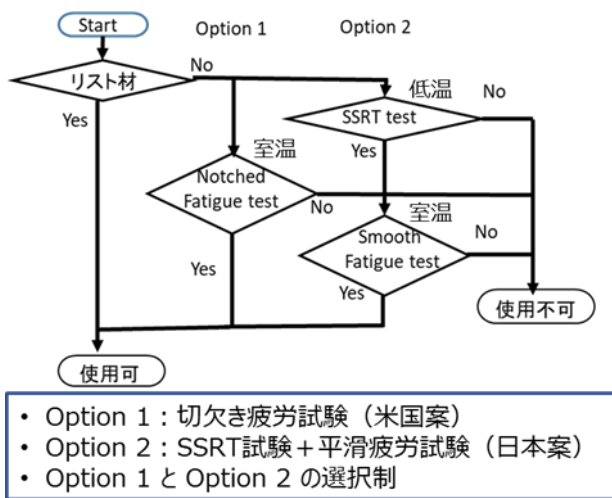 Start
Option 1
Option 2
リスト材
No
Yes
低温
SSRT test
No
Yes
室温
Notched
Fatigue test
No
Yes
室温
Smooth
Fatigue test
No
Yes
使用不可
使用可
• Option 1：切欠き疲労試験（米国案）
• Option 2：SSRT試験＋平滑疲労試験（日本案）
• Option 1 と Option 2 の選択制